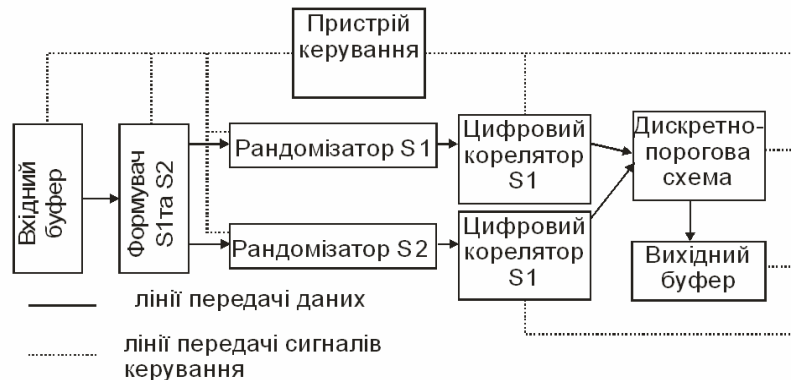 Пристрій
керування
Вхідний
буфер
Формувач
S1та S2
Рандомізатор S1
Рандомізатор S2
Цифровий
корелятор
S1
Цифровий
корелятор
S1
Дискретно-
порогова
схема
Вихідний
буфер
лінії передачі даних
лінії передачі сигналів
керування